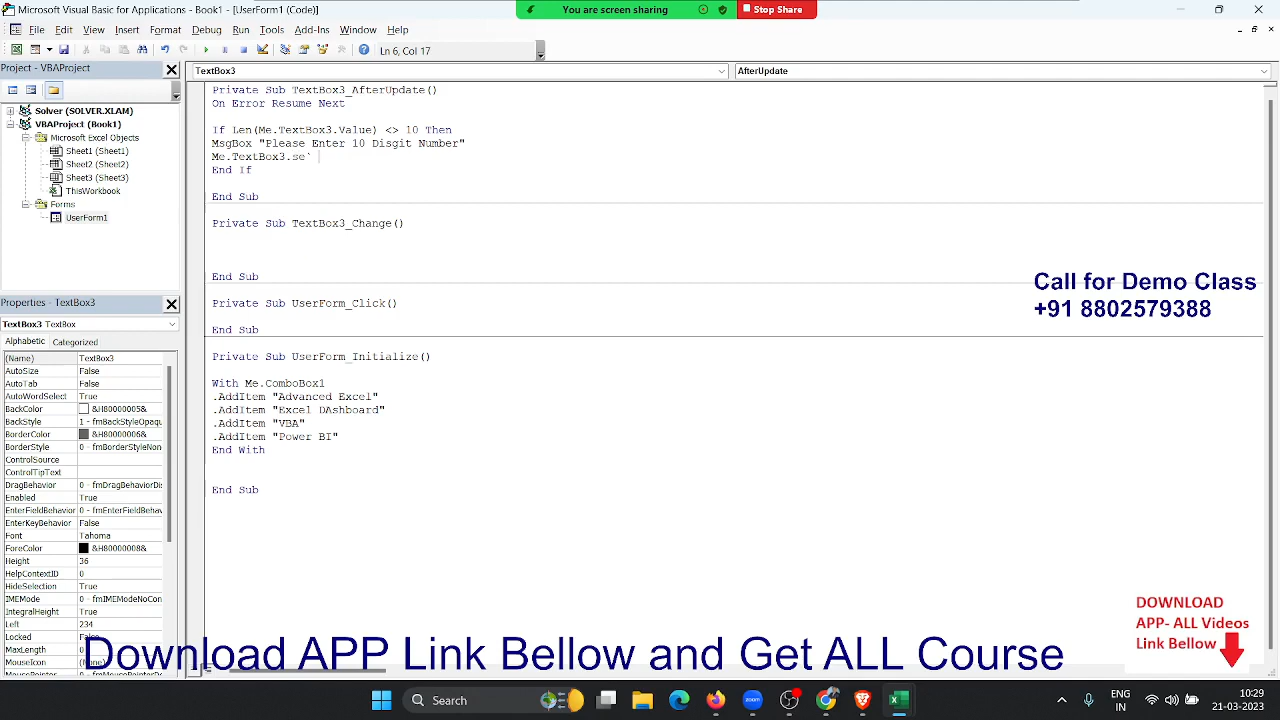 Microsoft Visual Basic for Applications - Book1 - [UserForm1 (Code)]
You are screen sharing
Stop Share
File Edit View Insert Format Debug Run Tools Add-Ins Window Help
Ln 6, Col 17
Project - VBAProject
Solver (SOLVER.XLAM)
VBAProject (Book1)
Microsoft Excel Objects
Sheet1 (Sheet1)
Sheet2 (Sheet2)
Sheet3 (Sheet3)
ThisWorkbook
Forms
UserForm1
Properties - TextBox3
TextBox3 TextBox
Alphabetic Categorized
(Name) TextBox3
AutoSize False
AutoTab False
AutoWordSelect True
BackColor &H80000005&
BackStyle 1 - fmBackStyleOpaqu
BorderColor &H80000006&
BorderStyle 0 - fmBorderStyleNon
ControlSource
ControlTipText
DragBehavior 0 - fmDragBehaviorDis
Enabled True
EnterFieldBehavior 0 - fmEnterFieldBehav
EnterKeyBehavior False
Font Tahoma
ForeColor &H80000008&
Height 36
HelpContextID 0
HideSelection True
IMEMode 0 - fmIMEModeNoCon
IntegralHeight True
Left 234
Locked False
MaxLength 0
MouseIcon (None)
TextBox3 AfterUpdate
Private Sub TextBox3_AfterUpdate()
On Error Resume Next
If Len(Me.TextBox3.Value) <> 10 Then
MsgBox "Please Enter 10 Disgit Number"
Me.TextBox3.se`
End If
End Sub
Private Sub TextBox3_Change()
End Sub
Private Sub UserForm_Click()
End Sub
Private Sub UserForm_Initialize()
With Me.ComboBox1
.AddItem "Advanced Excel"
.AddItem "Excel DAshboard"
.AddItem "VBA"
.AddItem "Power BI"
End With
End Sub
Call for Demo Class
+91 8802579388
DOWNLOAD
APP- ALL Videos
Link Bellow
Download APP Link Bellow and Get ALL Course
Search
zoom
ENG
IN
10:29
21-03-2023